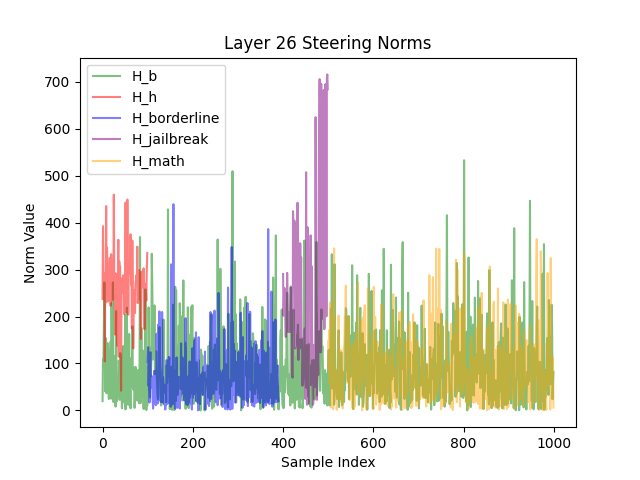 Layer 26 Steering Norms
H_b
H_h
H_borderline
H_jailbreak
H_math
Norm Value
700
600
500
400
300
200
100
0
0 200 400 600 800 1000
Sample Index